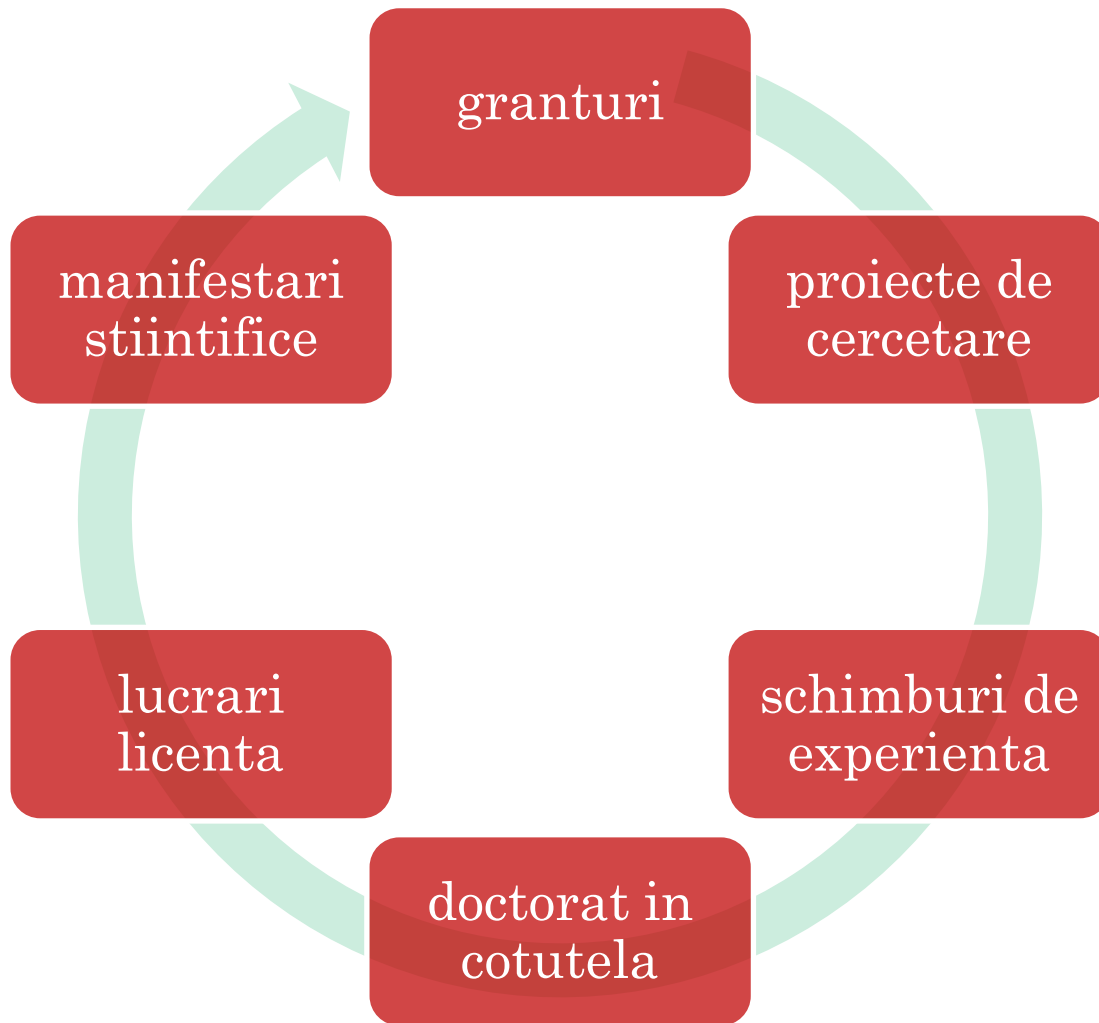 granturi
proiecte de
cercetare
schimburi de
experienta
doctorat in
cotutela
lucrari
licenta
manifestari
stiintifice